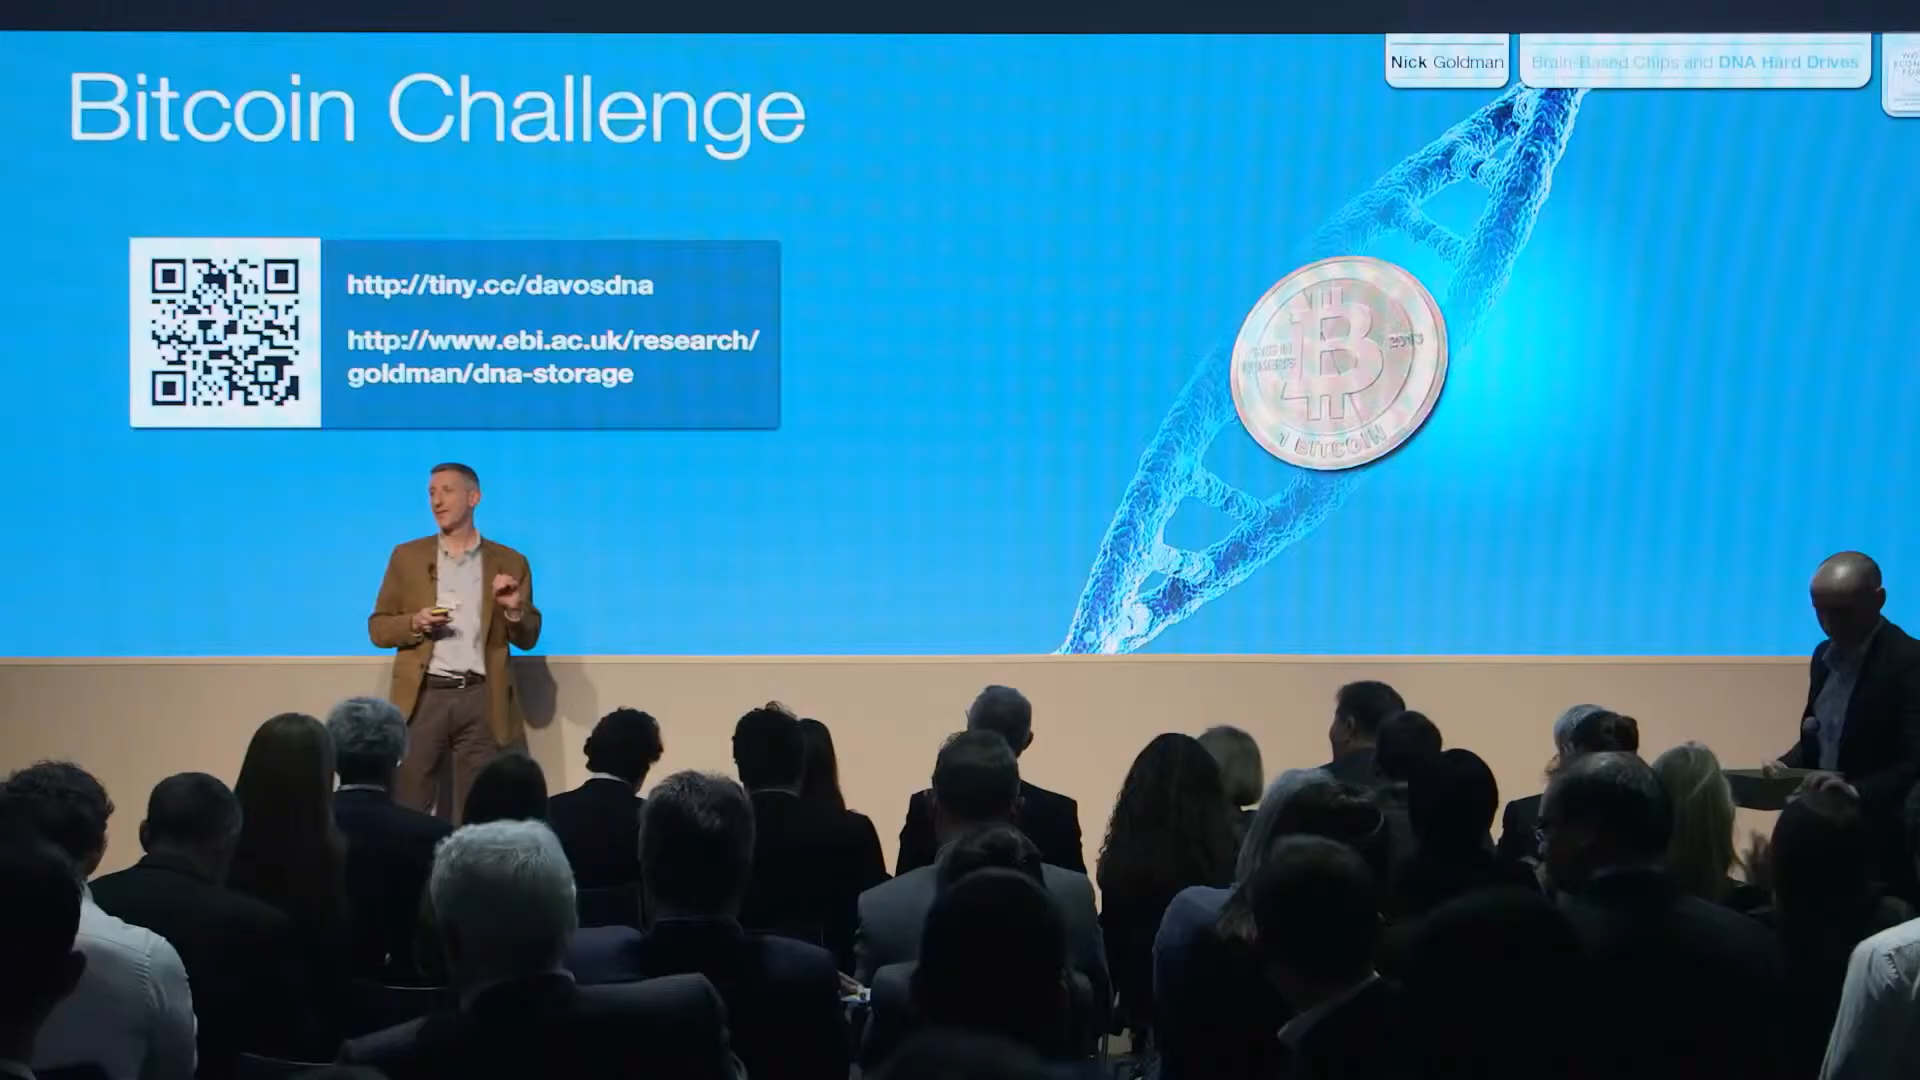 Nick Goldman
Brain-Based Chips and DNA Hard Drives
Bitcoin Challenge
http://tiny.cc/davosdna
http://www.ebi.ac.uk/research/
goldman/dna-storage
B
1 BITCOIN